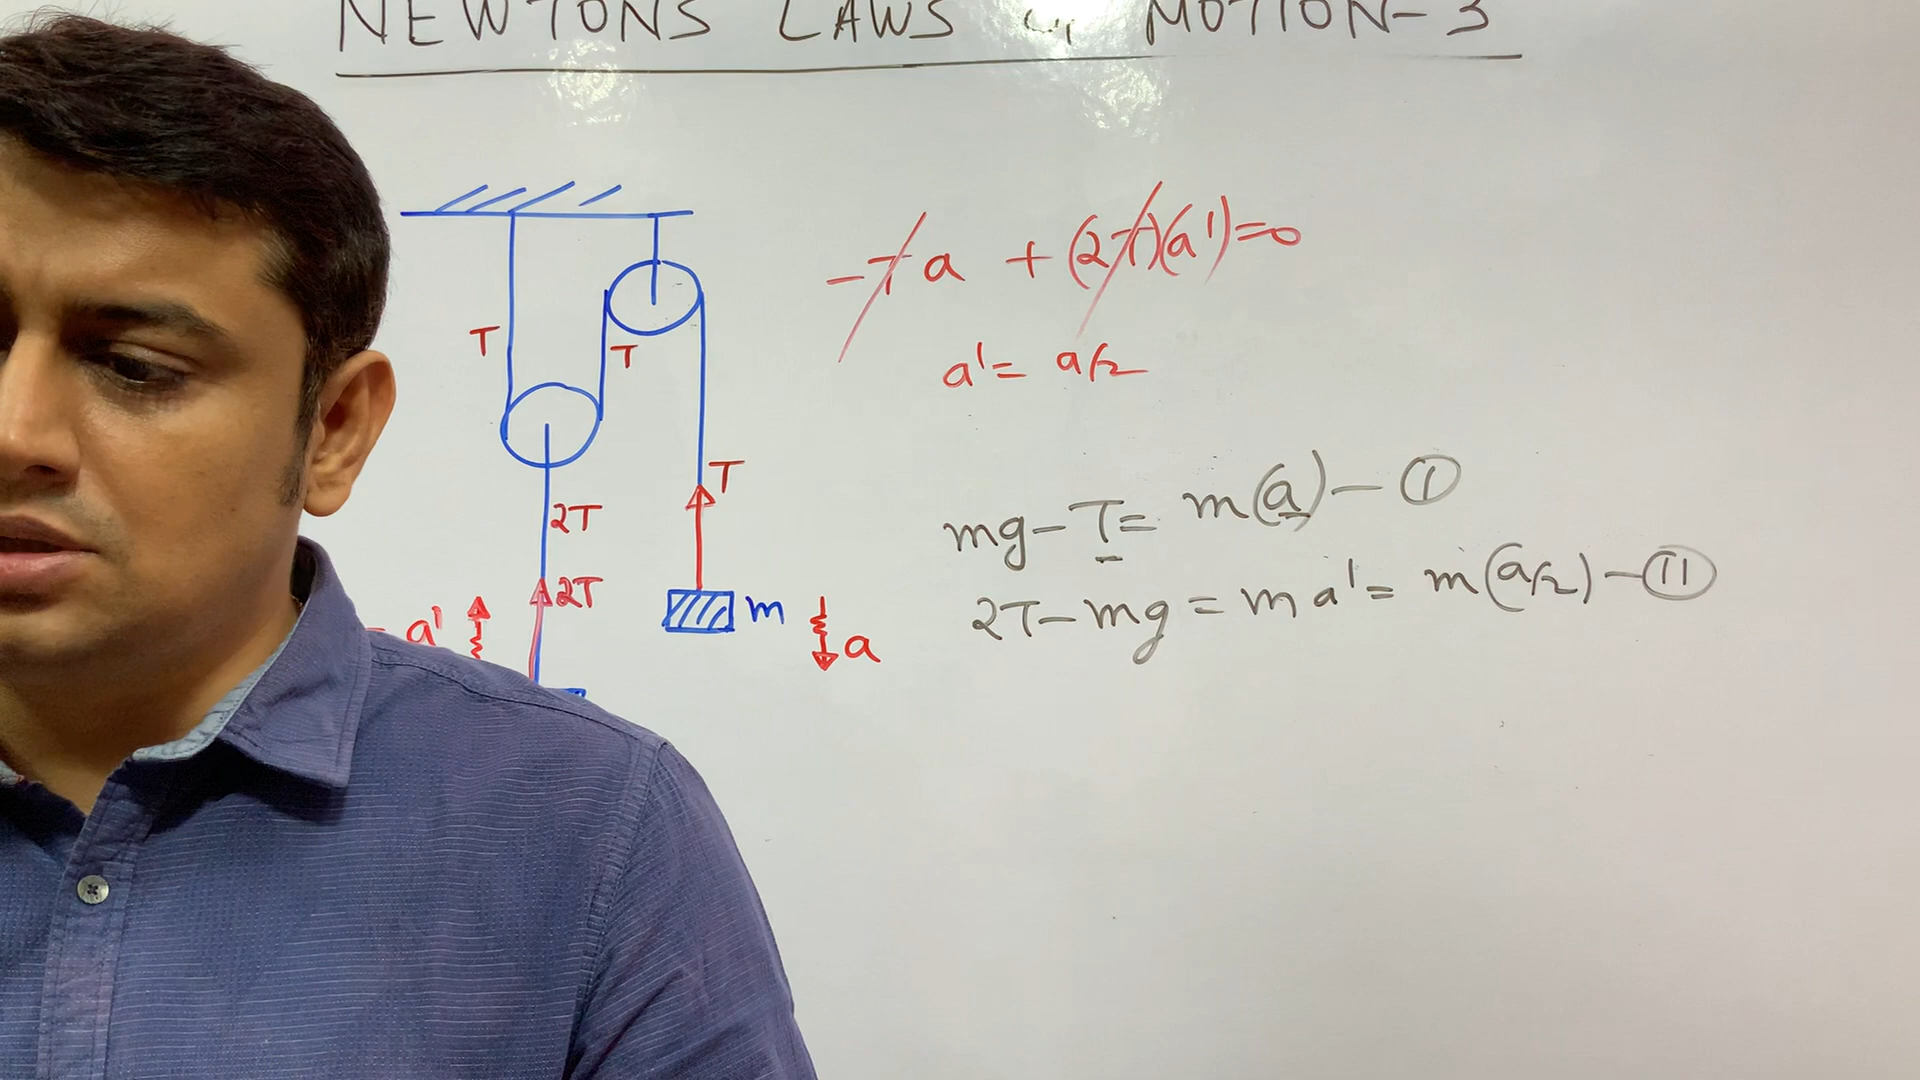 NEWTONS LAWS MOTION-3
-Ta + (2T)(a')=0
a' = a/2
T
T
T
2T
2T
m
a'
a
mg-T = m(a) - I
2T-mg = ma' = m(a/2) - II